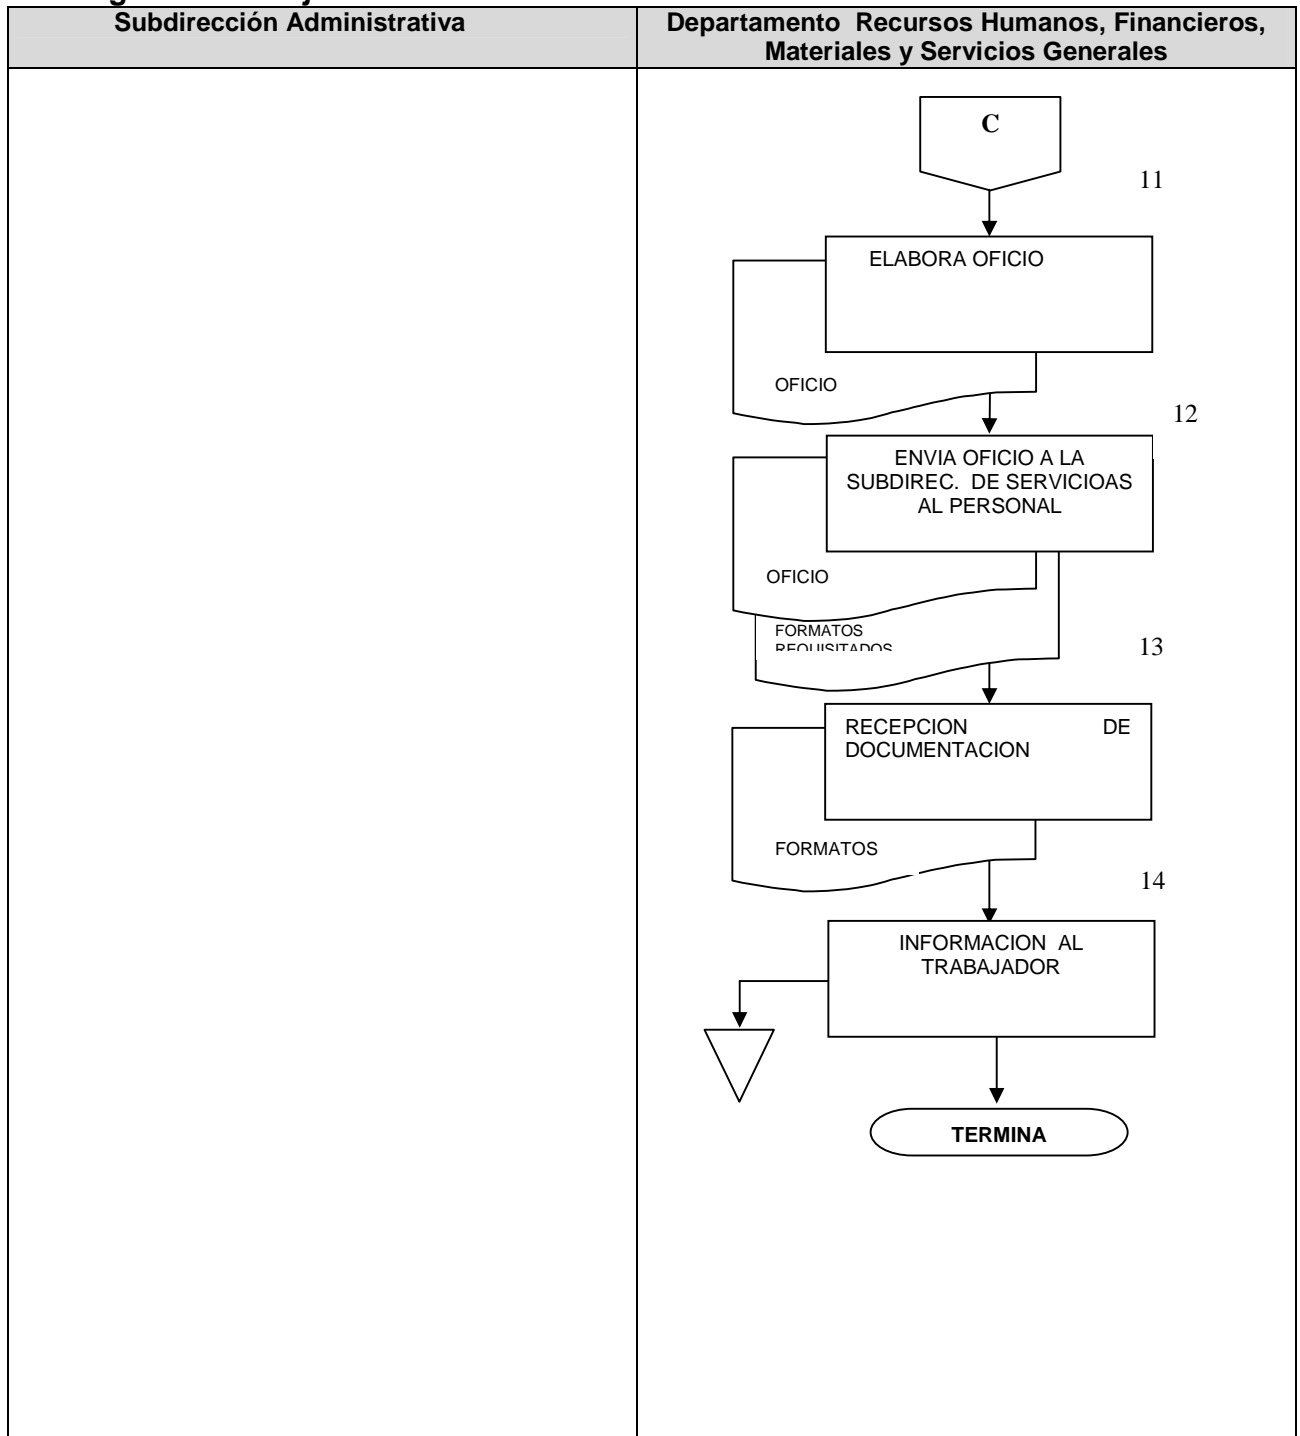 Subdirección Administrativa
Departamento Recursos Humanos, Financieros,
Materiales y Servicios Generales
C
11
ELABORA OFICIO
OFICIO
12
ENVIA OFICIO A LA
SUBDIREC. DE SERVICIOAS
AL PERSONAL
OFICIO
FORMATOS
REQUISITADOS
13
RECEPCION DE
DOCUMENTACION
FORMATOS
14
INFORMACION AL
TRABAJADOR
TERMINA